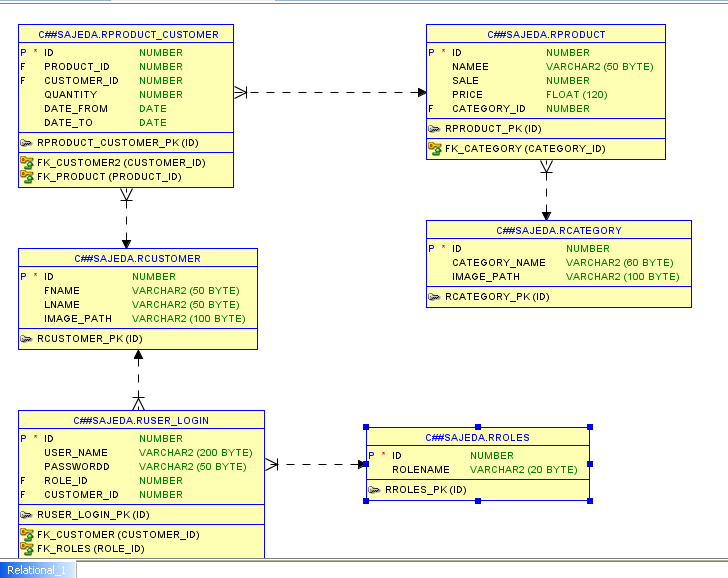 C##SAJEDA.RPRODUCT_CUSTOMER
P * ID NUMBER
F PRODUCT_ID NUMBER
F CUSTOMER_ID NUMBER
QUANTITY NUMBER
DATE_FROM DATE
DATE_TO DATE
RPRODUCT_CUSTOMER_PK (ID)
FK_CUSTOMER2 (CUSTOMER_ID)
FK_PRODUCT (PRODUCT_ID)
C##SAJEDA.RPRODUCT
P * ID NUMBER
NAMEE VARCHAR2 (50 BYTE)
SALE NUMBER
PRICE FLOAT (120)
F CATEGORY_ID NUMBER
RPRODUCT_PK (ID)
FK_CATEGORY (CATEGORY_ID)
C##SAJEDA.RCATEGORY
P * ID NUMBER
CATEGORY_NAME VARCHAR2 (60 BYTE)
IMAGE_PATH VARCHAR2 (100 BYTE)
RCATEGORY_PK (ID)
C##SAJEDA.RCUSTOMER
P * ID NUMBER
FNAME VARCHAR2 (50 BYTE)
LNAME VARCHAR2 (50 BYTE)
IMAGE_PATH VARCHAR2 (100 BYTE)
RCUSTOMER_PK (ID)
C##SAJEDA.RUSER_LOGIN
P * ID NUMBER
USER_NAME VARCHAR2 (200 BYTE)
PASSWORDD VARCHAR2 (50 BYTE)
F ROLE_ID NUMBER
F CUSTOMER_ID NUMBER
RUSER_LOGIN_PK (ID)
FK_CUSTOMER (CUSTOMER_ID)
FK_ROLES (ROLE_ID)
C##SAJEDA.RROLES
P * ID NUMBER
ROLENAME VARCHAR2 (20 BYTE)
RROLES_PK (ID)
Relational_1